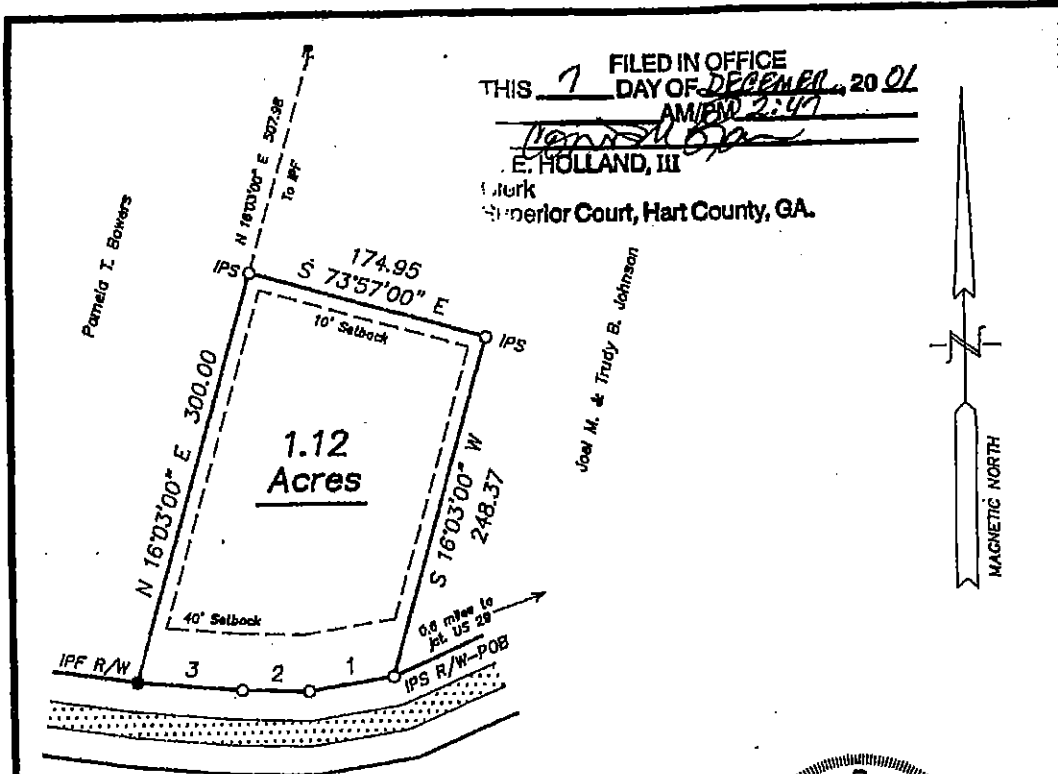 FILED IN OFFICE
THIS 7 DAY OF DECEMER, 20 01
AM/PM 2:47
E. HOLLAND, III
Superior Court, Hart County, GA.
N 16°03'00" E 507.98
To IPF
Pamela T. Bowers
IPS
174.95
S 73°57'00" E
IPS
10' Setback
Joel M. & Trudy B. Johnson
N 16°03'00" E 300.00
1.12
Acres
S 16°03'00" W
248.37
MAGNETIC NORTH
40' Setback
0.6 miles to
jct. US 29
IPF R/W
3
2
1
IPS R/W-POB